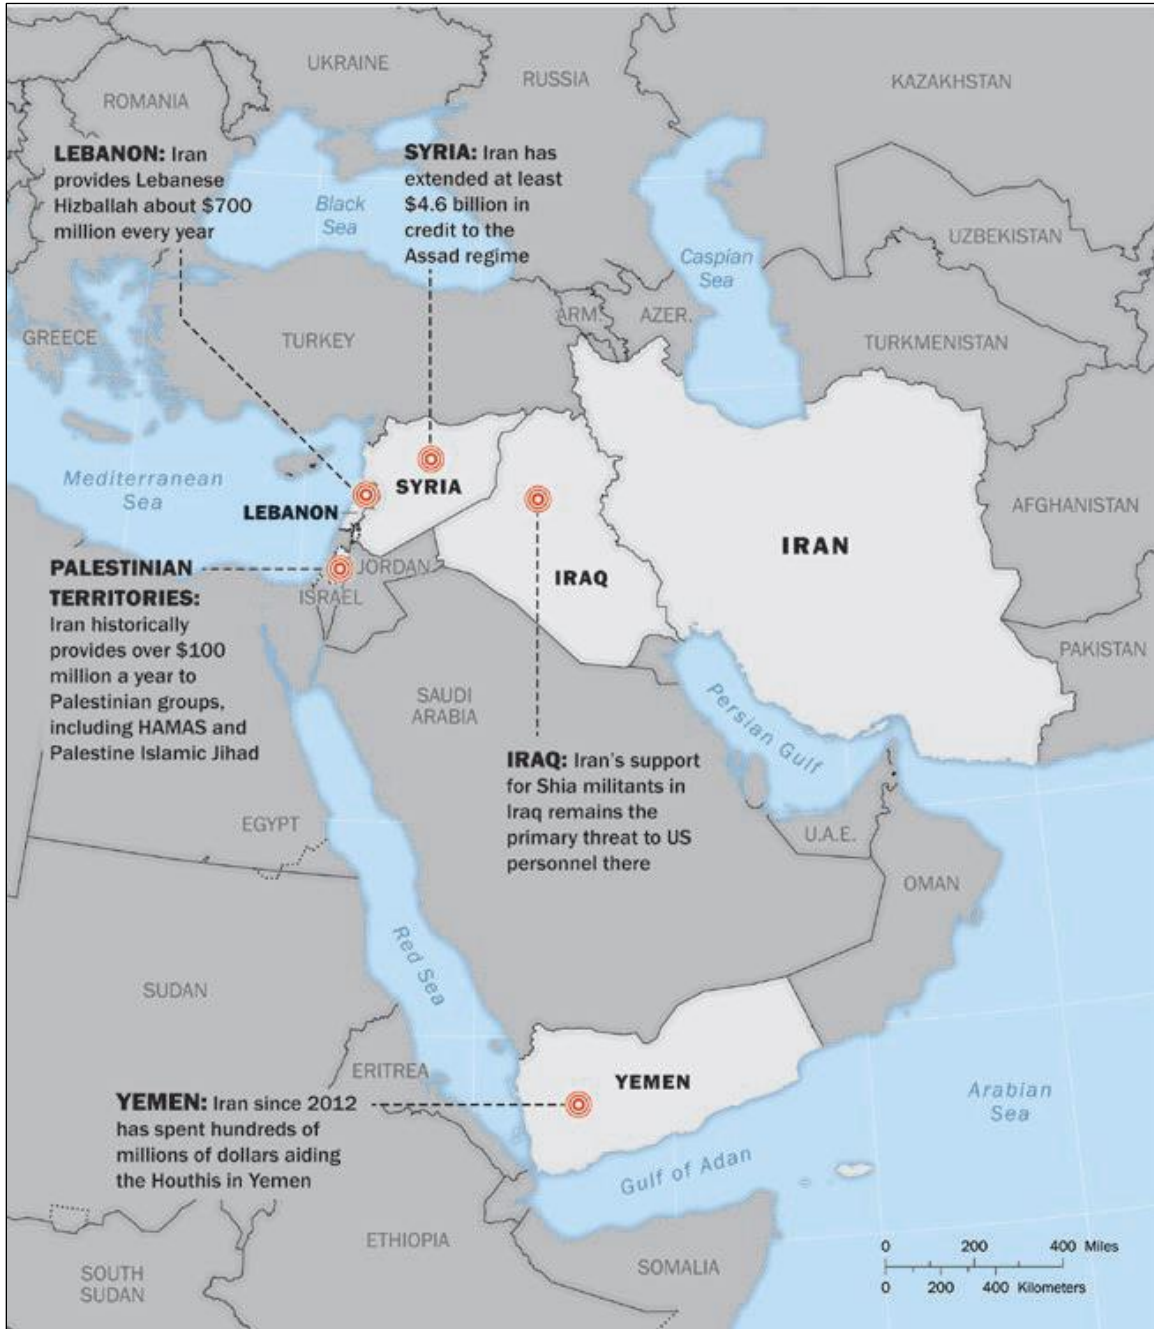 UKRAINE
RUSSIA
KAZAKHSTAN
ROMANIA
LEBANON: Iran
provides Lebanese
Hizballah about $700
million every year
SYRIA: Iran has
extended at least
$4.6 billion in
credit to the
Assad regime
Black
Sea
Caspian
Sea
UZBEKISTAN
GREECE
TURKEY
ARM.
AZER.
TURKMENISTAN
Mediterranean
Sea
SYRIA
LEBANON
AFGHANISTAN
IRAN
IRAQ
JORDAN
ISRAEL
PALESTINIAN
TERRITORIES:
Iran historically
provides over $100
million a year to
Palestinian groups,
including HAMAS and
Palestine Islamic Jihad
PAKISTAN
SAUDI
ARABIA
Persian Gulf
IRAQ: Iran's support
for Shia militants in
Iraq remains the
primary threat to US
personnel there
EGYPT
U.A.E.
OMAN
Red Sea
SUDAN
ERITREA
YEMEN
YEMEN: Iran since 2012
has spent hundreds of
millions of dollars aiding
the Houthis in Yemen
Arabian
Sea
Gulf of Adan
ETHIOPIA
SOMALIA
SOUTH
SUDAN
0 200 400 Miles
0 200 400 Kilometers